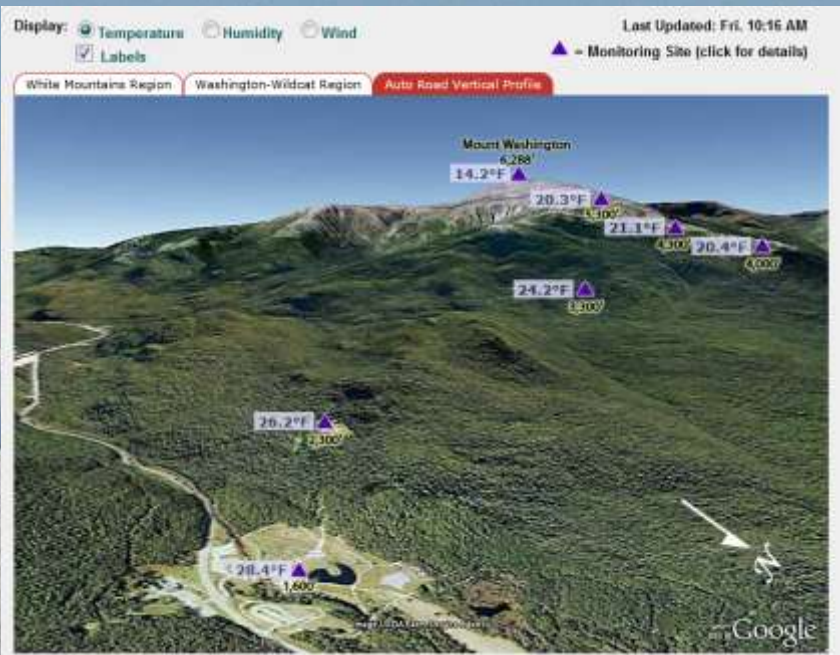 Display: Temperature Humidity Wind
Labels
Last Updated: Fri. 10:16 AM
= Monitoring Site (click for details)
White Mountains Region Washington-Wildcat Region Auto Road Vertical Profile
Mount Washington
6,288'
14.2°F
20.3°F
5,300'
21.1°F
4,300'
20.4°F
4,000'
24.2°F
3,300'
26.2°F
2,300'
28.4°F
1,600'
N
Google